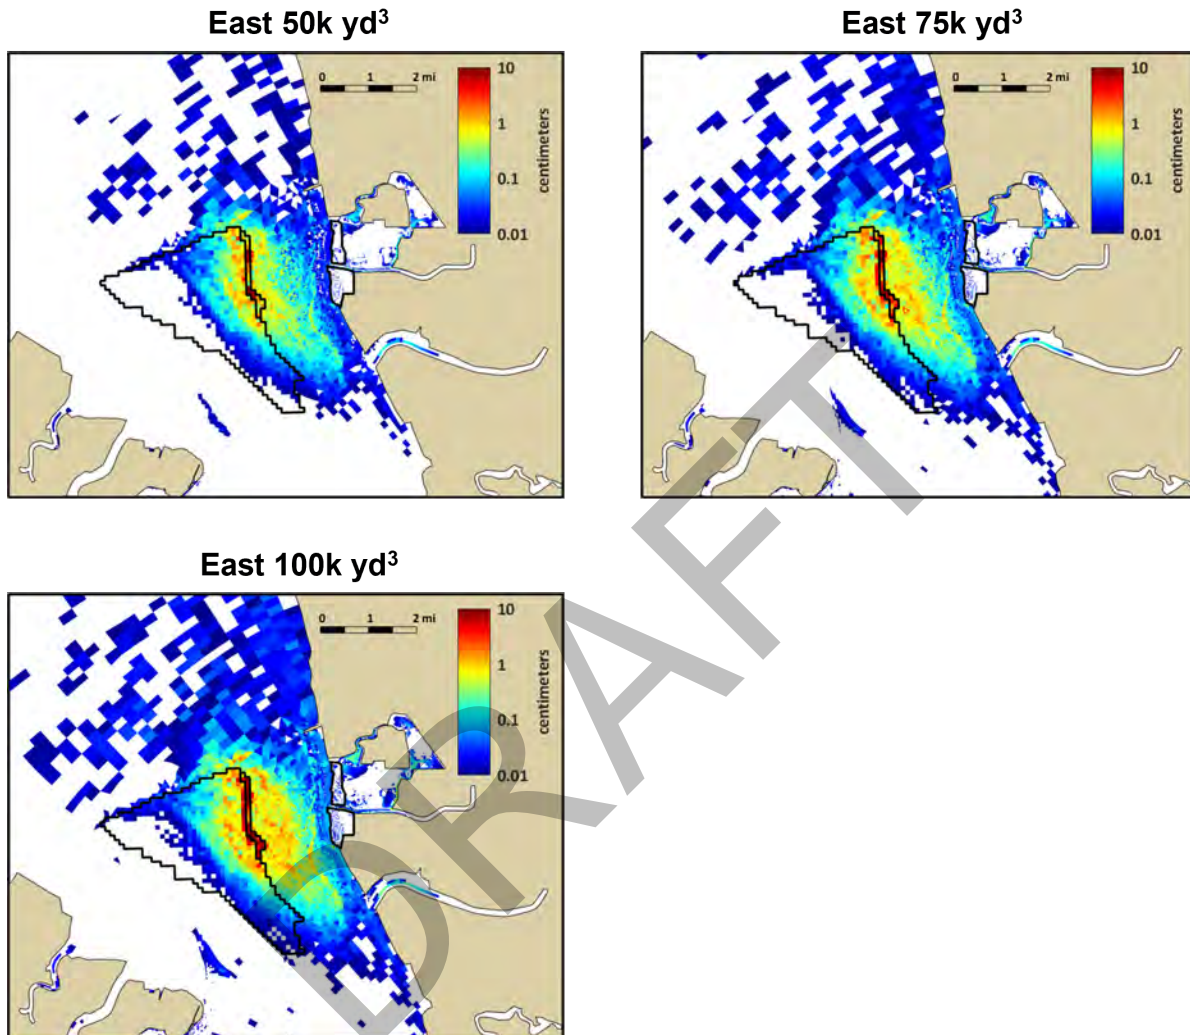 East 50k yd³
East 75k yd³
0 1 2 mi
10
1
0.1
0.01
centimeters
0 1 2 mi
10
1
0.1
0.01
centimeters
East 100k yd³
0 1 2 mi
10
1
0.1
0.01
centimeters
DRAFT